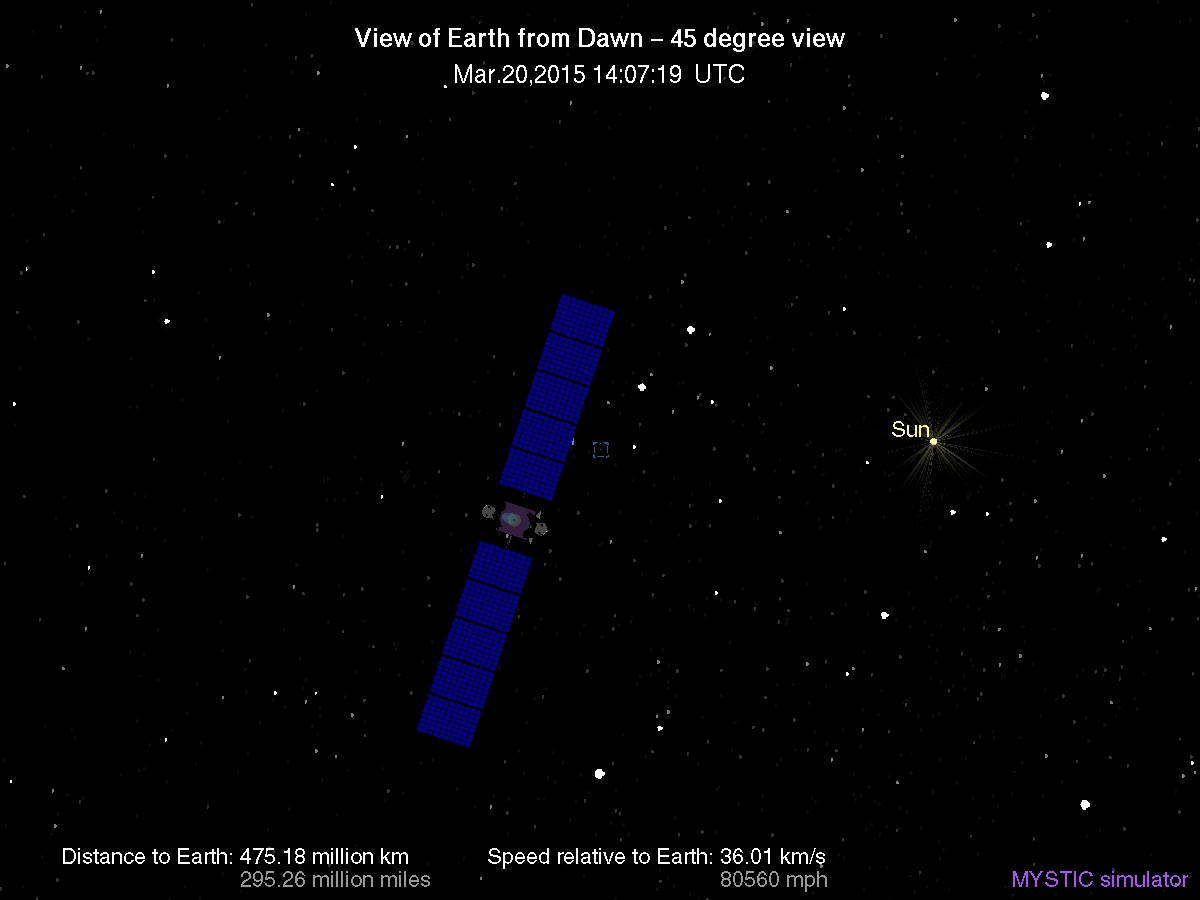 View of Earth from Dawn – 45 degree view
Mar.20,2015 14:07:19 UTC
Sun
Distance to Earth: 475.18 million km
295.26 million miles
Speed relative to Earth: 36.01 km/s
80560 mph
MYSTIC simulator